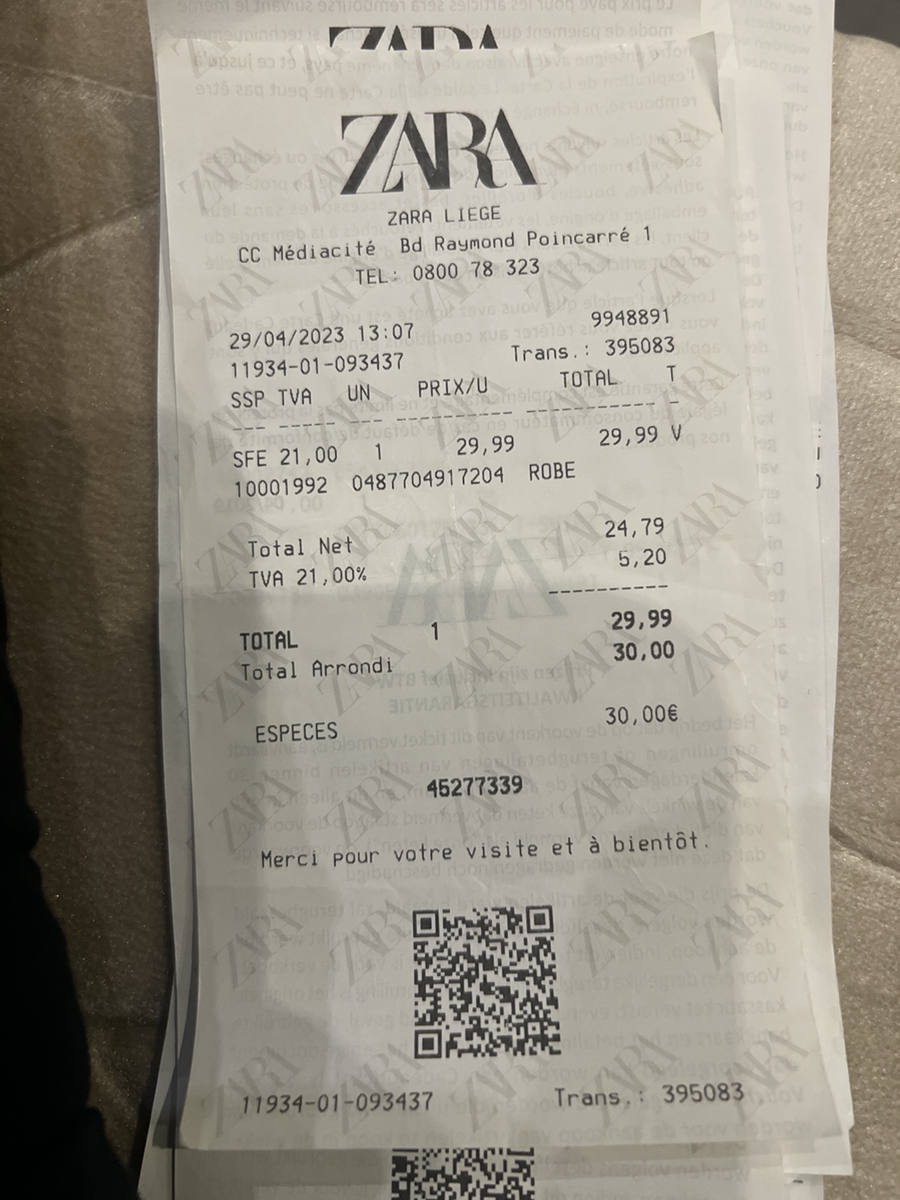 ZARA
ZARA LIEGE
CC Médiacité Bd Raymond Poincarré 1
TEL: 0800 78 323
29/04/2023 13:07 9948891
11934-01-093437 Trans.: 395083
SSP TVA UN PRIX/U TOTAL T
--- ----- --- ---------- ----------- -
SFE 21,00 1 29,99 29,99 V
10001992 0487704917204 ROBE
Total Net 24,79
TVA 21,00% 5,20
----------
TOTAL 1 29,99
Total Arrondi 30,00
ESPECES 30,00€
45277339
Merci pour votre visite et à bientôt.
11934-01-093437 Trans.: 395083